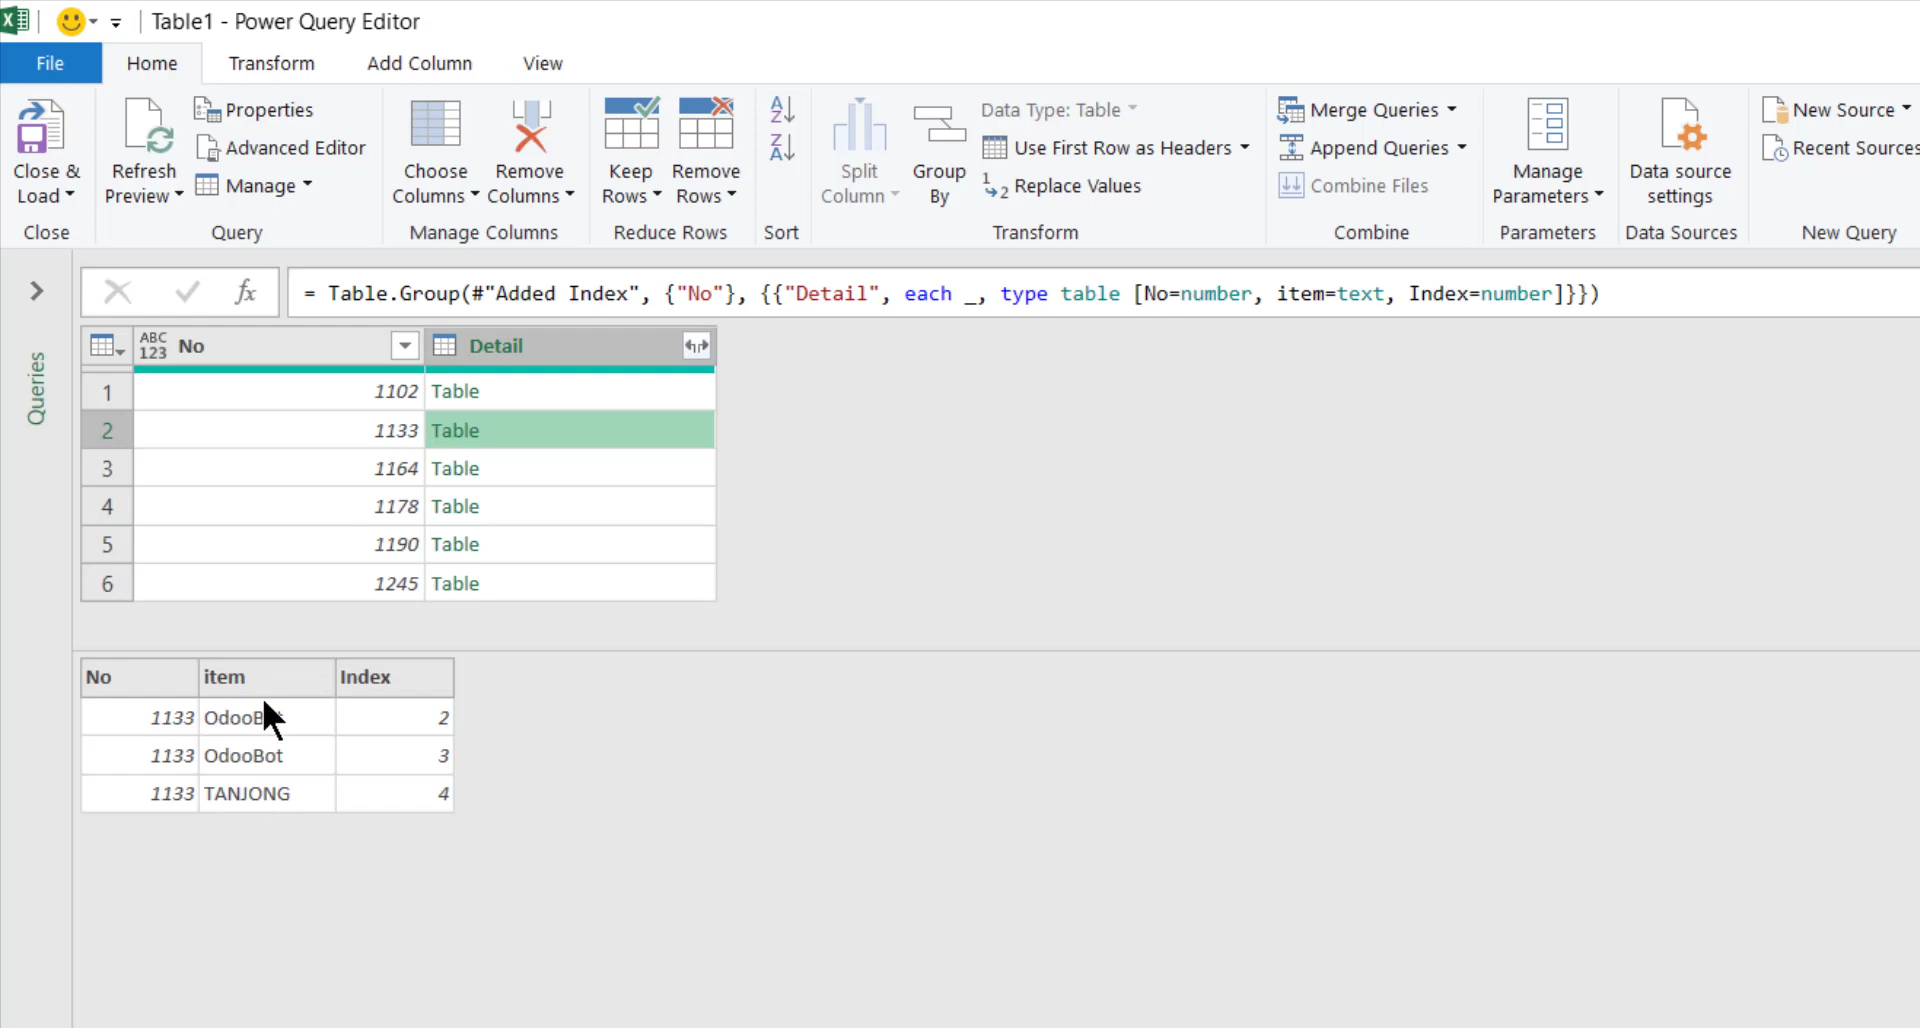 Table1 - Power Query Editor
File Home Transform Add Column View
Close & Load
Close
Refresh Preview
Properties
Advanced Editor
Manage
Query
Choose Columns
Remove Columns
Manage Columns
Keep Rows
Remove Rows
Reduce Rows
A
Z
Z
A
Sort
Split Column
Group By
Data Type: Table
Use First Row as Headers
1
2 Replace Values
Transform
Merge Queries
Append Queries
Combine Files
Combine
Manage Parameters
Parameters
Data source settings
Data Sources
New Source
Recent Sources
New Query
fx = Table.Group(#"Added Index", {"No"}, {{"Detail", each _, type table [No=number, item=text, Index=number]}})
Queries
ABC
123 No Detail
1 1102 Table
2 1133 Table
3 1164 Table
4 1178 Table
5 1190 Table
6 1245 Table
No item Index
1133 2
1133 OdooBot 3
1133 TANJONG 4